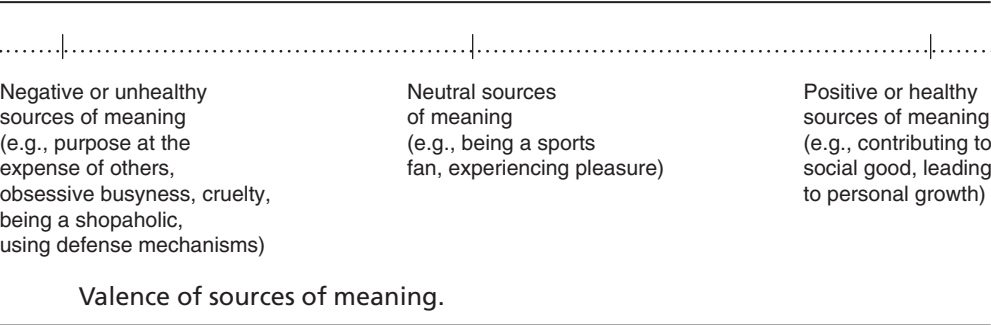 Negative or unhealthy
sources of meaning
(e.g., purpose at the
expense of others,
obsessive busyness, cruelty,
being a shopaholic,
using defense mechanisms)
Neutral sources
of meaning
(e.g., being a sports
fan, experiencing pleasure)
Positive or healthy
sources of meaning
(e.g., contributing to
social good, leading
to personal growth)
Valence of sources of meaning.